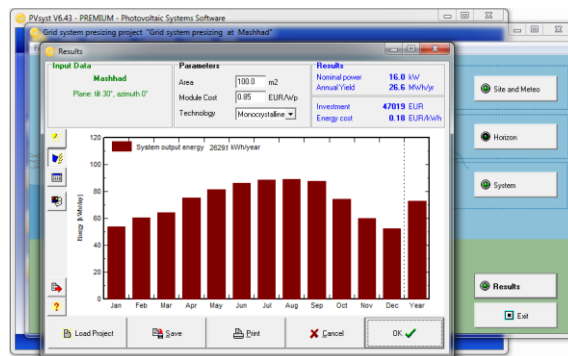 PVsyst V6.43 - PREMIUM - Photovoltaic Systems Software
Grid system presizing project "Grid system presizing at Mashhad"
Results
Input Data
Mashhad
Plane: tilt 30°, azimuth 0°
Parameters
Area 100.0 m2
Module Cost 0.85 EUR/Wp
Technology Monocrystalline
Results
Nominal power 16.0 kW
Annual Yield 26.6 MWh/yr
Investment 47019 EUR
Energy cost 0.18 EUR/kWh
System output energy 26281 kWh/year
Energy [kWh/day]
120
100
80
60
40
20
0
Jan Feb Mar Apr May Jun Jul Aug Sep Oct Nov Dec Year
Load Project
Save
Print
Cancel
OK
Site and Meteo
Horizon
System
Results
Exit